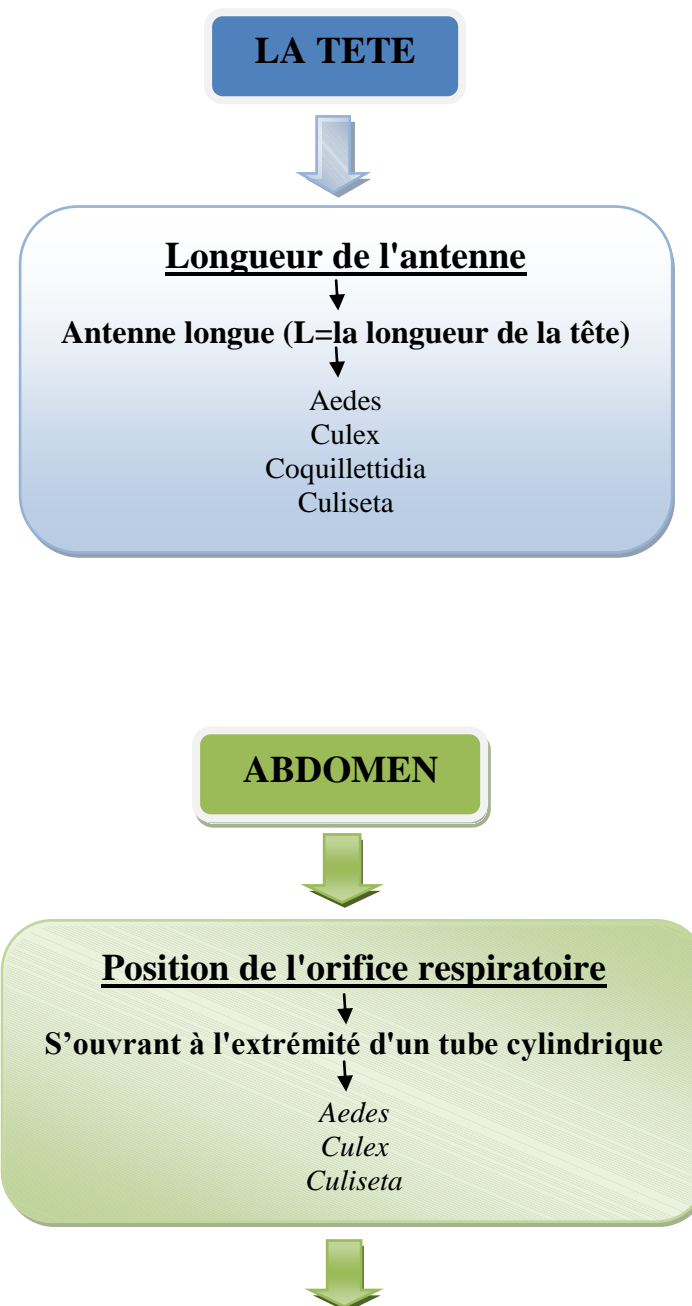 LA TETE
Longueur de l'antenne
Antenne longue (L=la longueur de la tête)
Aedes
Culex
Coquillettidia
Culiseta
ABDOMEN
Position de l'orifice respiratoire
S’ouvrant à l'extrémité d'un tube cylindrique
Aedes
Culex
Culiseta